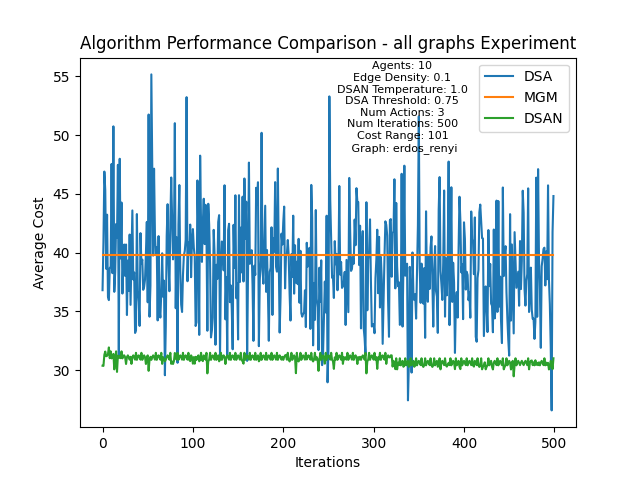 Algorithm Performance Comparison - all graphs Experiment
Agents: 10
Edge Density: 0.1
DSAN Temperature: 1.0
DSA Threshold: 0.75
Num Actions: 3
Num Iterations: 500
Cost Range: 101
Graph: erdos_renyi
DSA
MGM
DSAN
55
50
45
40
35
30
Average Cost
0 100 200 300 400 500
Iterations